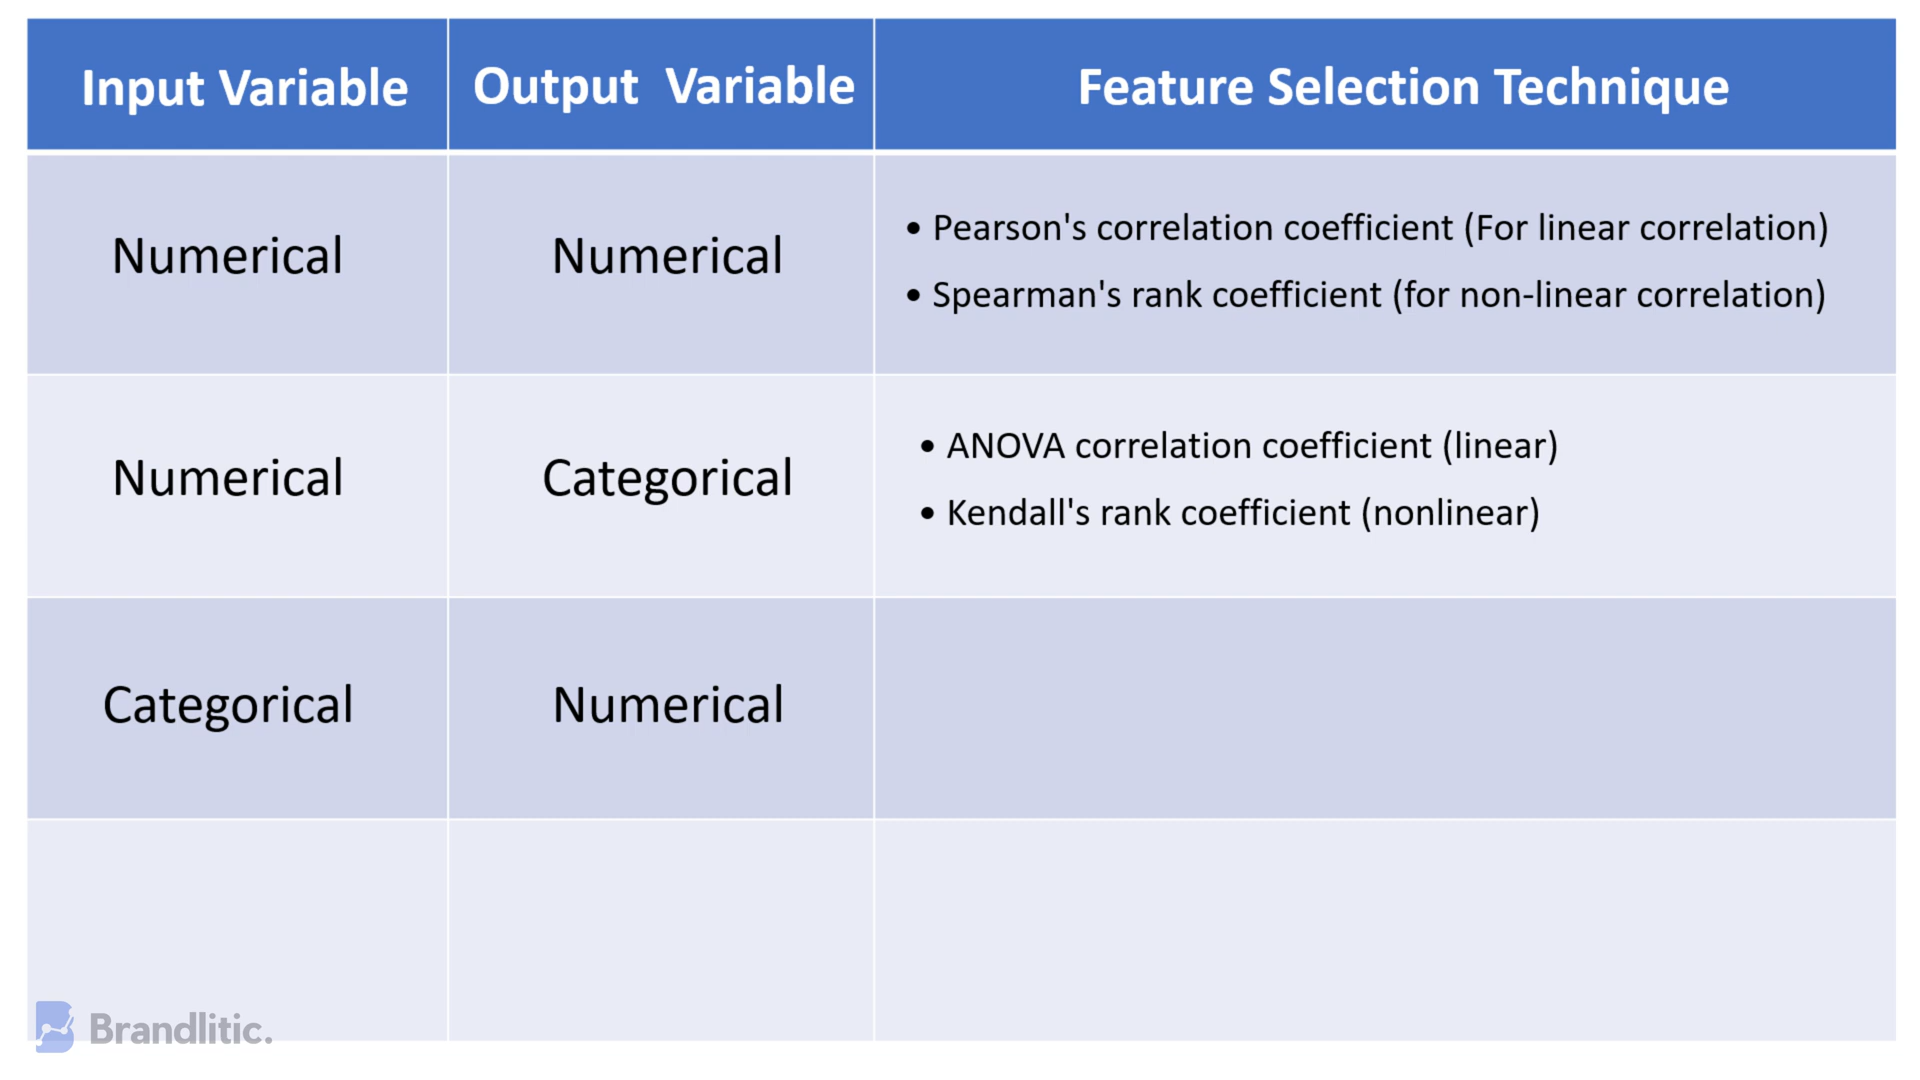 Input Variable
Output  Variable
Feature Selection Technique
Numerical
Numerical
• Pearson's correlation coefficient (For linear correlation)
• Spearman's rank coefficient (for non-linear correlation)
Numerical
Categorical
• ANOVA correlation coefficient (linear)
• Kendall's rank coefficient (nonlinear)
Categorical
Numerical
Brandlitic.